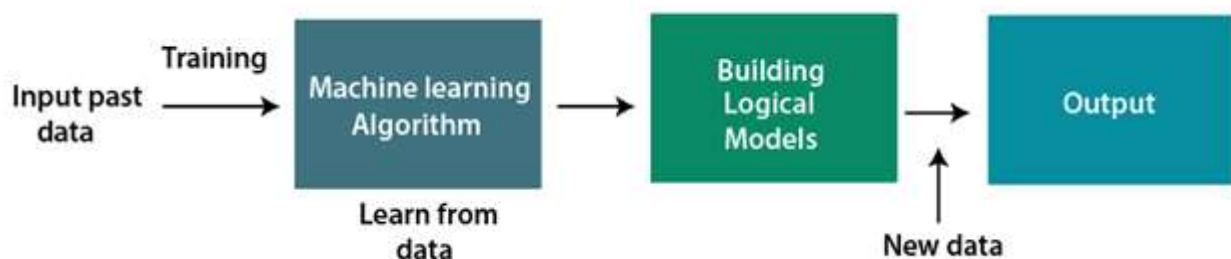 Training
Input past
data
Machine learning
Algorithm
Learn from
data
Building
Logical
Models
New data
Output